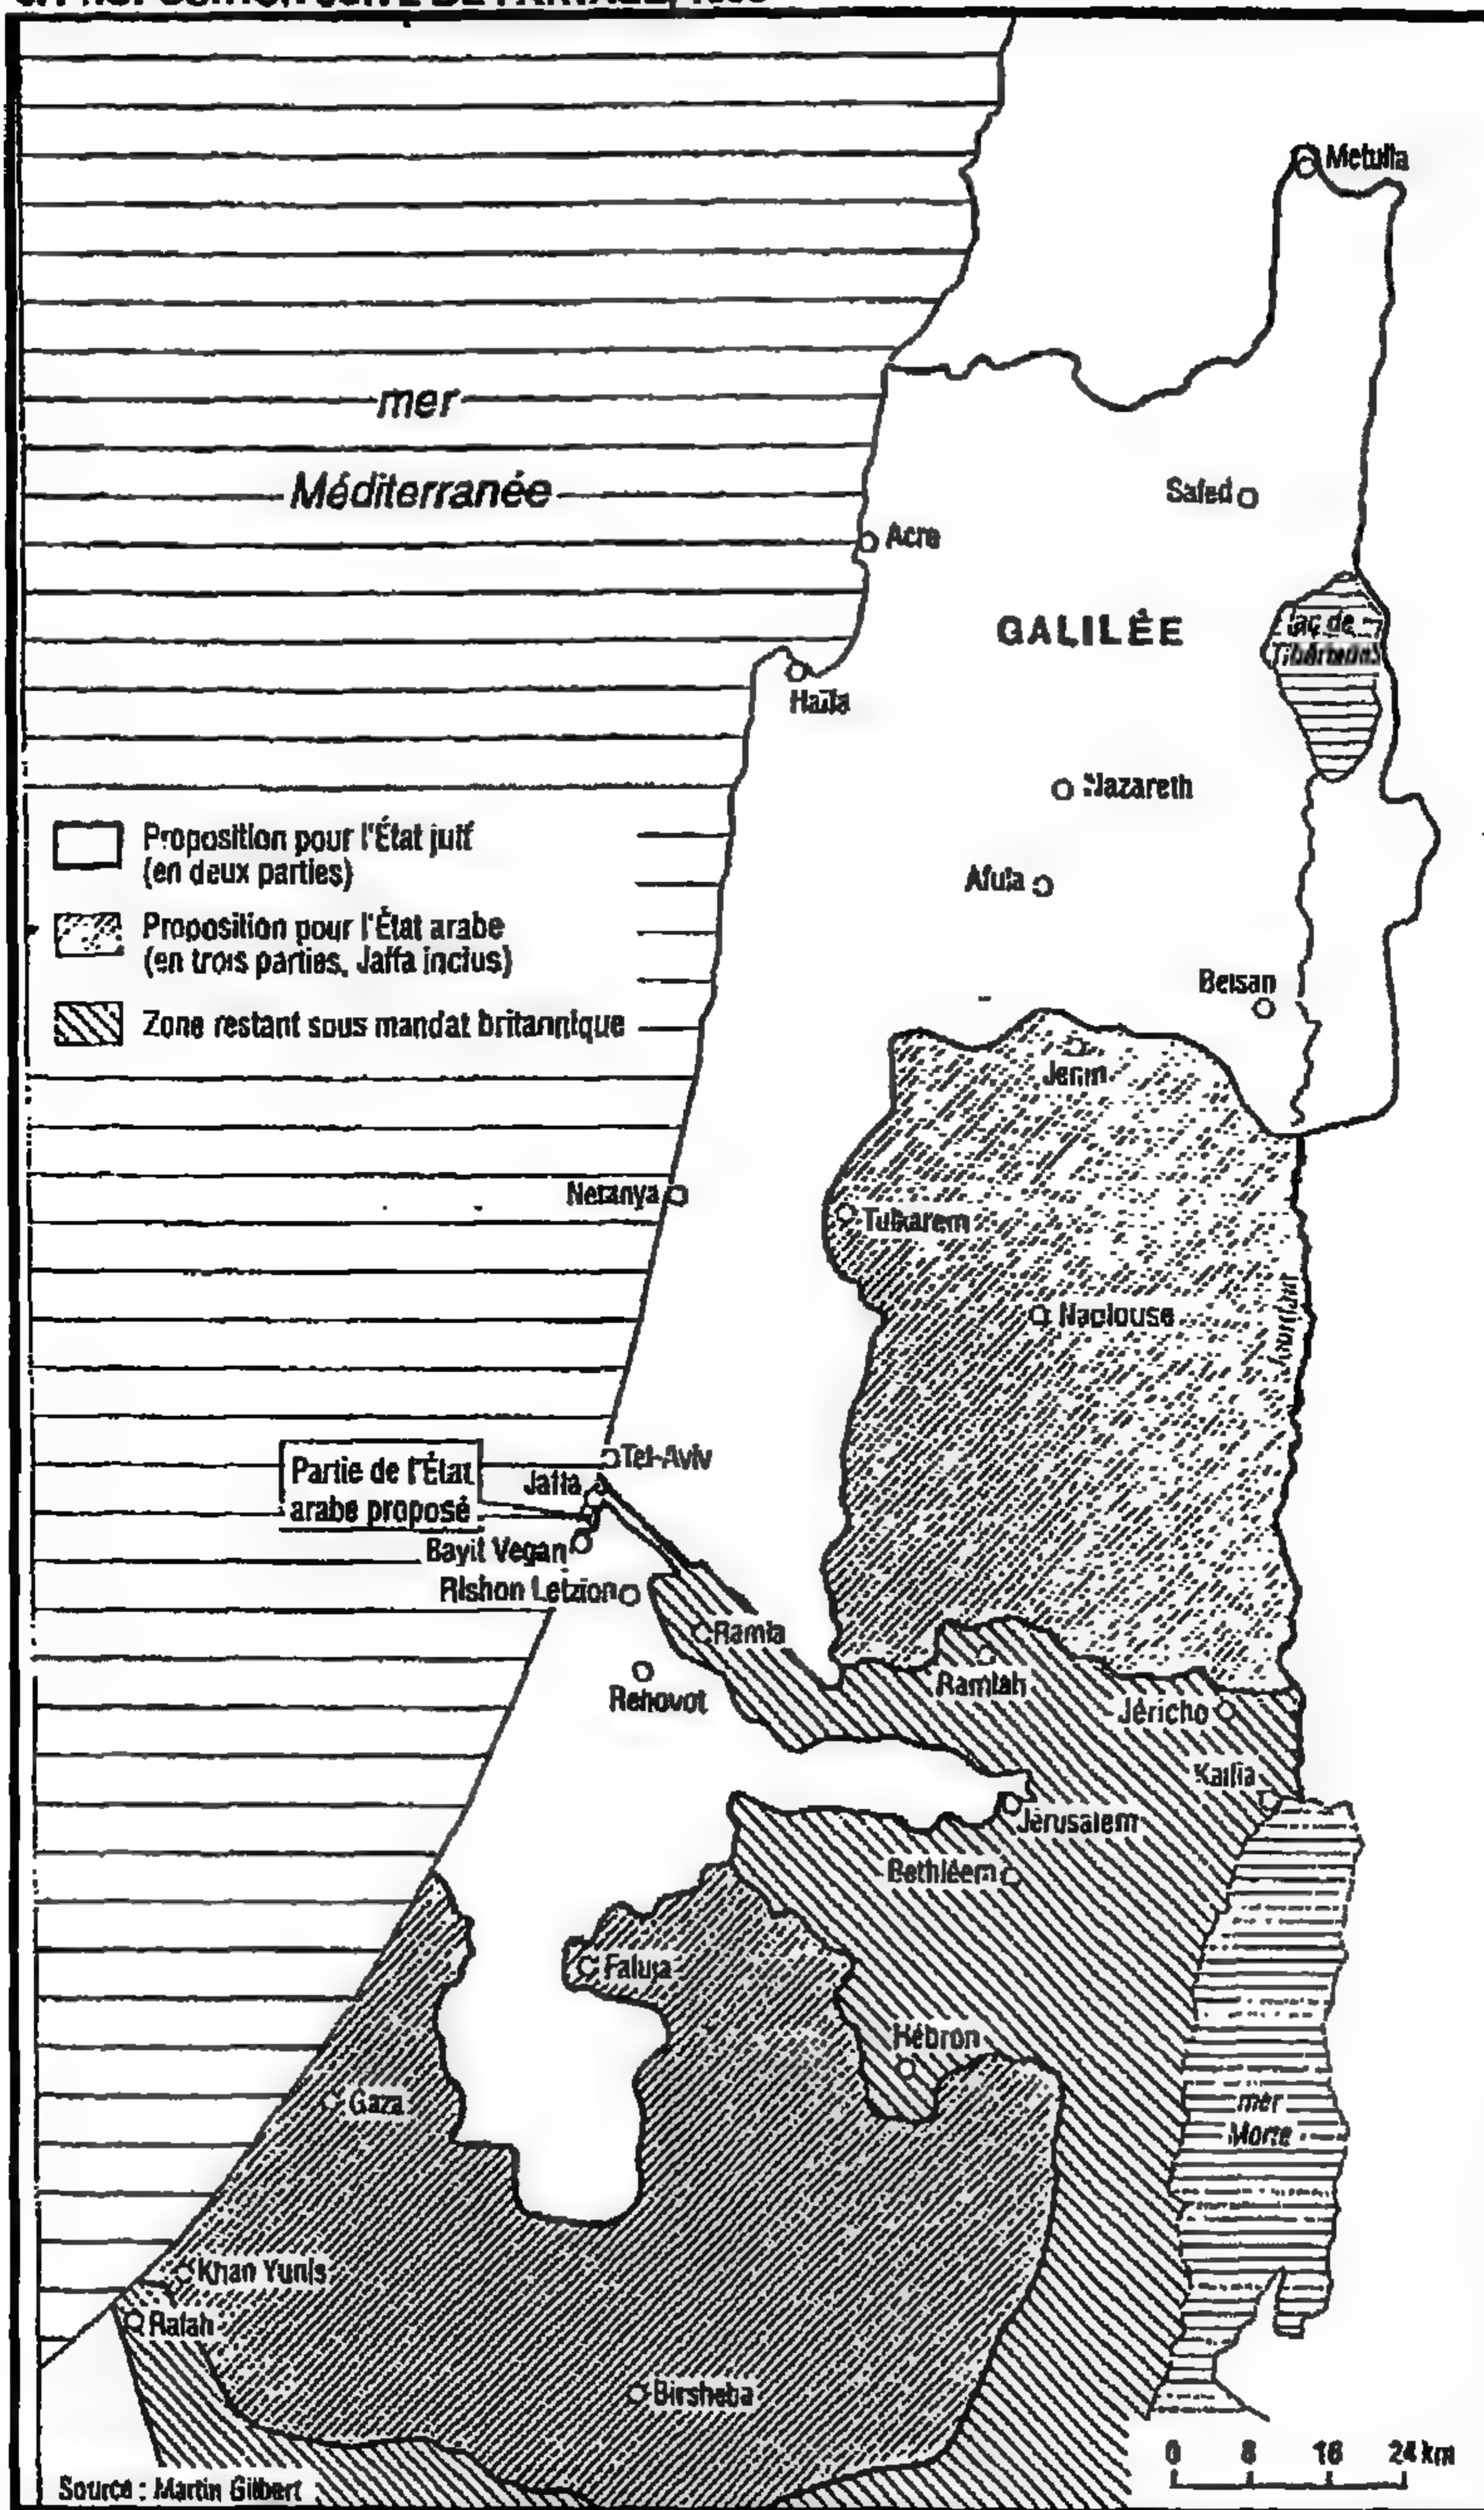 mer
Méditerranée
Metulla
Safed
Acre
GALILÉE
lac de
Haïfa
Nazareth
Proposition pour l'État juif
(en deux parties)
Afula
Proposition pour l'État arabe
(en trois parties, Jaffa inclus)
Beisan
Zone restant sous mandat britannique
Jenin
Netanya
Tulkarem
Naplouse
Jourdain
Tel-Aviv
Partie de l'État
arabe proposé
Jaffa
Bayit Vegan
Rishon Letzion
Ramla
Rehovot
Ramlah
Jéricho
Kallia
Jérusalem
Bethléem
Faluja
Hébron
Gaza
mer
Morte
Khan Yunis
Rafah
Birsheba
0 8 16 24 km
Source : Martin Gilbert